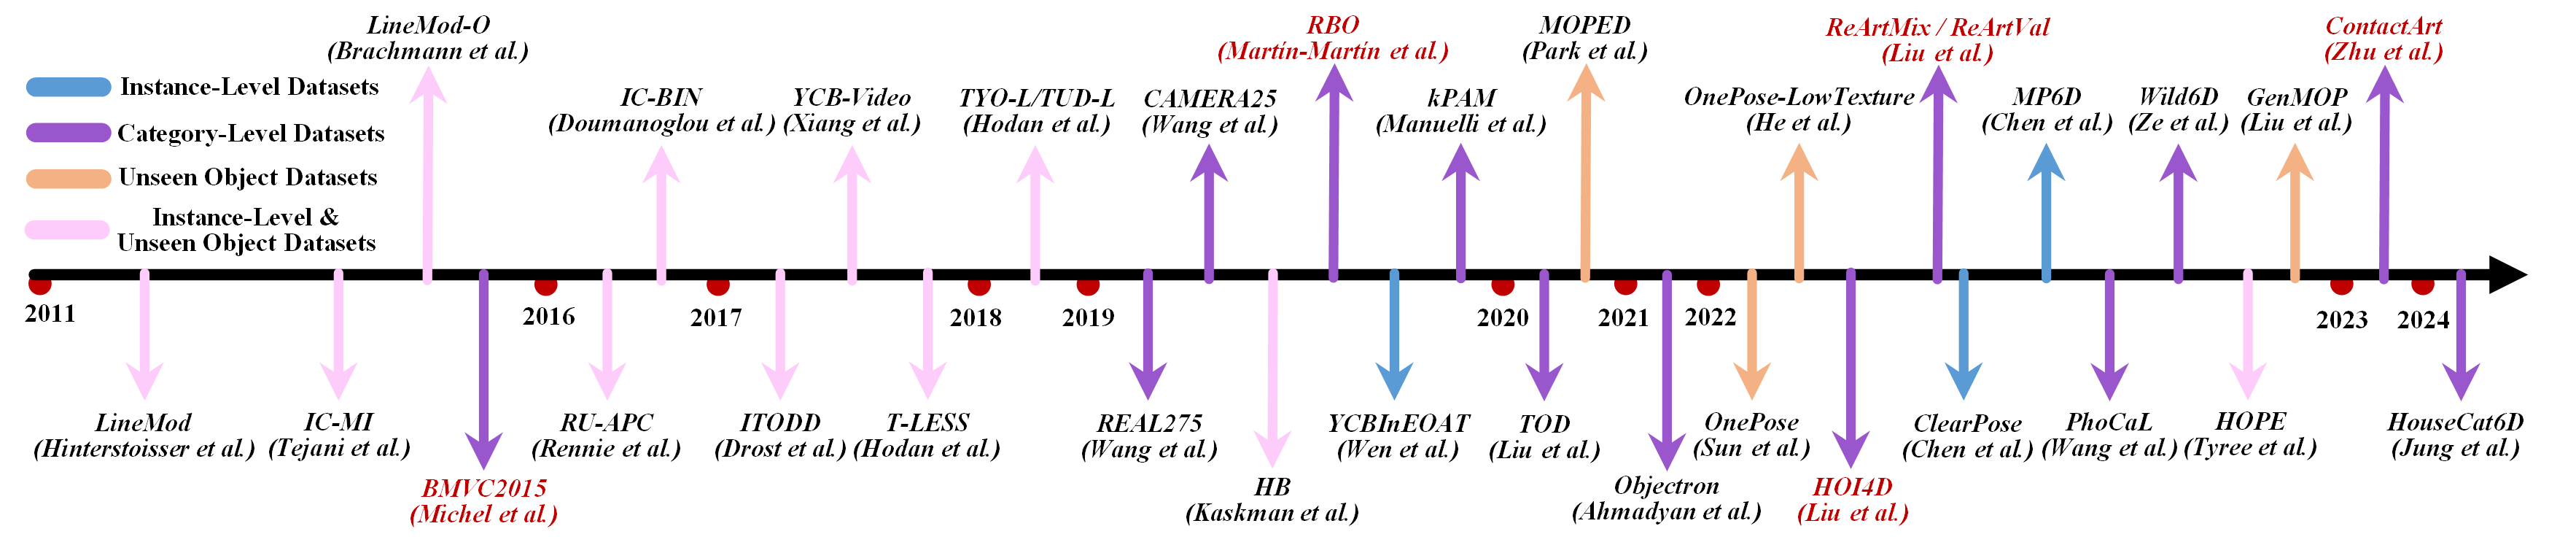 LineMod-O
(Brachmann et al.)
RBO
(Martín-Martín et al.)
MOPED
(Park et al.)
ReArtMix / ReArtVal
(Liu et al.)
ContactArt
(Zhu et al.)
Instance-Level Datasets
Category-Level Datasets
Unseen Object Datasets
Instance-Level &
Unseen Object Datasets
IC-BIN
(Doumanoglou et al.)
YCB-Video
(Xiang et al.)
TYO-L/TUD-L
(Hodan et al.)
CAMERA25
(Wang et al.)
kPAM
(Manuelli et al.)
OnePose-LowTexture
(He et al.)
MP6D
(Chen et al.)
Wild6D
(Ze et al.)
GenMOP
(Liu et al.)
2011
2016
2017
2018
2019
2020
2021
2022
2023
2024
LineMod
(Hinterstoisser et al.)
IC-MI
(Tejani et al.)
RU-APC
(Rennie et al.)
ITODD
(Drost et al.)
T-LESS
(Hodan et al.)
REAL275
(Wang et al.)
YCBInEOAT
(Wen et al.)
TOD
(Liu et al.)
OnePose
(Sun et al.)
ClearPose
(Chen et al.)
PhoCaL
(Wang et al.)
HOPE
(Tyree et al.)
HouseCat6D
(Jung et al.)
BMVC2015
(Michel et al.)
HB
(Kaskman et al.)
Objectron
(Ahmadyan et al.)
HOI4D
(Liu et al.)